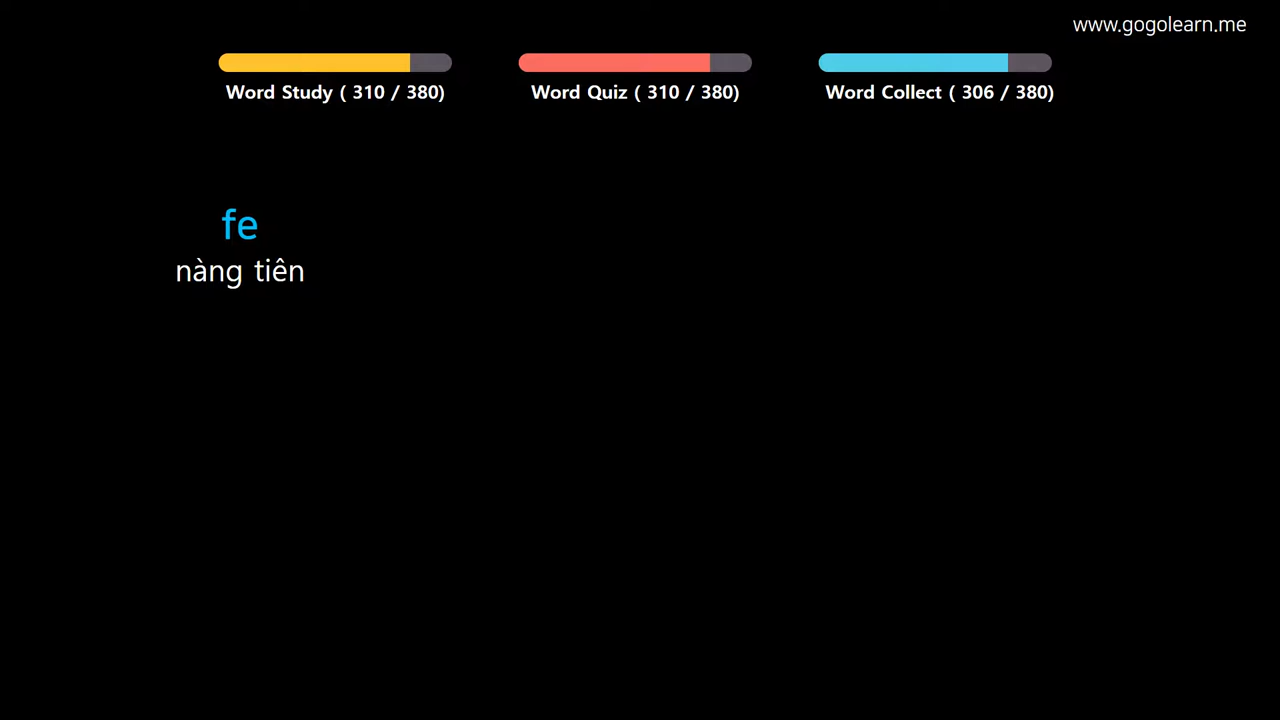 www.gogolearn.me
Word Study ( 310 / 380)
Word Quiz ( 310 / 380)
Word Collect ( 306 / 380)
fe
nàng tiên